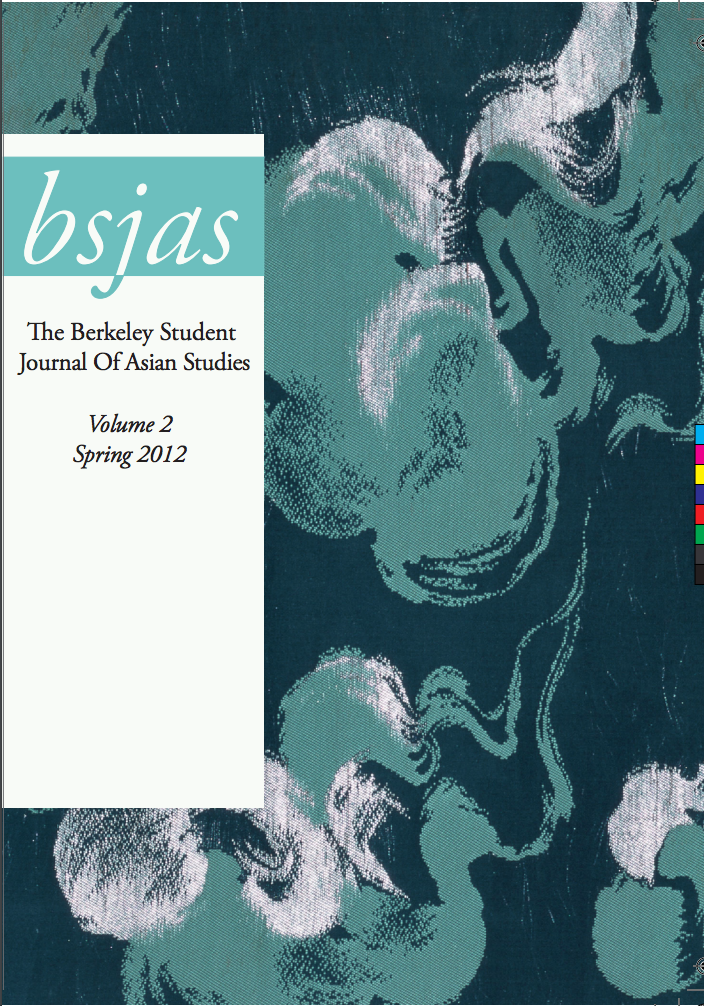 bsjas
The Berkeley Student
Journal Of Asian Studies
Volume 2
Spring 2012